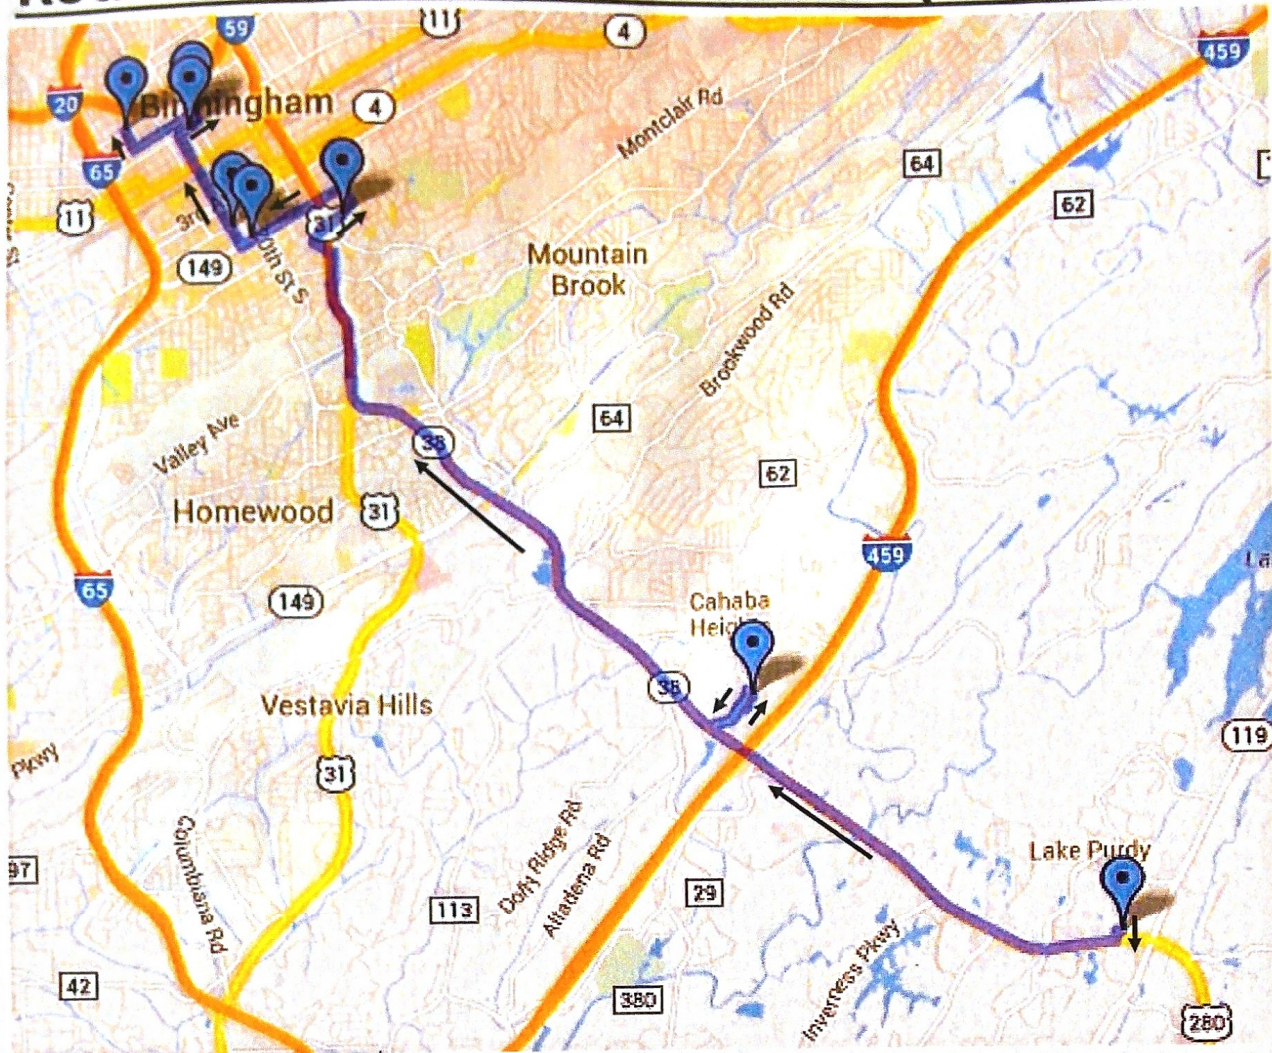 59
11
4
459
20
Birmingham
4
65
Montclair Rd
64
62
11
31
149
20th St S
Mountain
Brook
Brookwood Rd
64
Valley Ave
38
62
Homewood
31
459
65
149
Cahaba
Heights
38
Vestavia Hills
119
Pkwy
31
Columbiana Rd
Dolly Ridge Rd
Altadena Rd
Lake Purdy
97
29
113
Inverness Pkwy
42
380
280